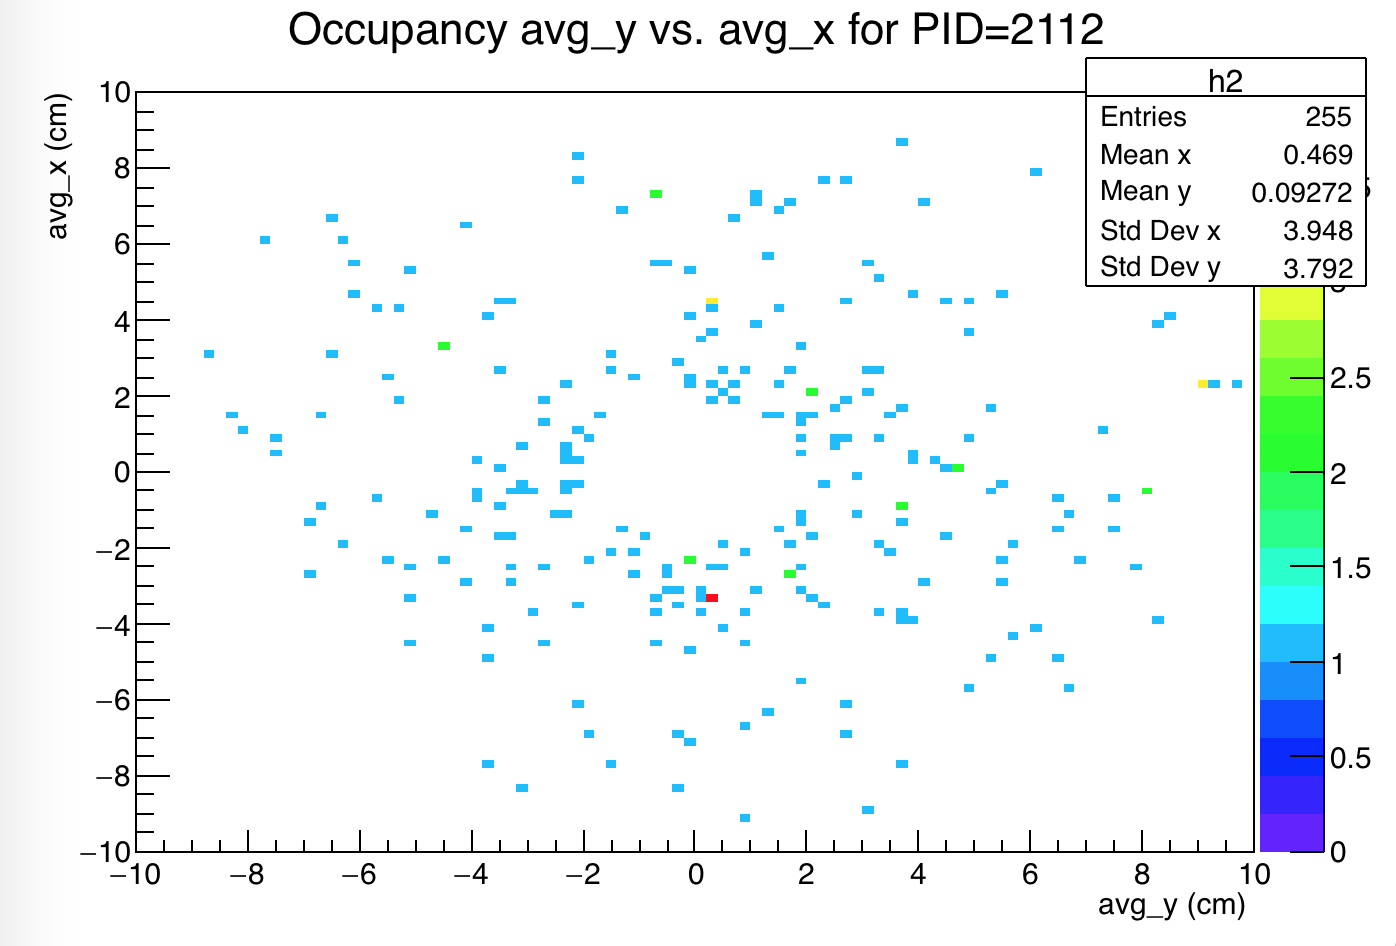 Occupancy avg_y vs. avg_x for PID=2112
h2
Entries 255
Mean x 0.469
Mean y 0.09272
Std Dev x 3.948
Std Dev y 3.792
avg_x (cm)
10
8
6
4
2
0
−2
−4
−6
−8
−10
−10 −8 −6 −4 −2 0 2 4 6 8 10
avg_y (cm)
2.5
2
1.5
1
0.5
0